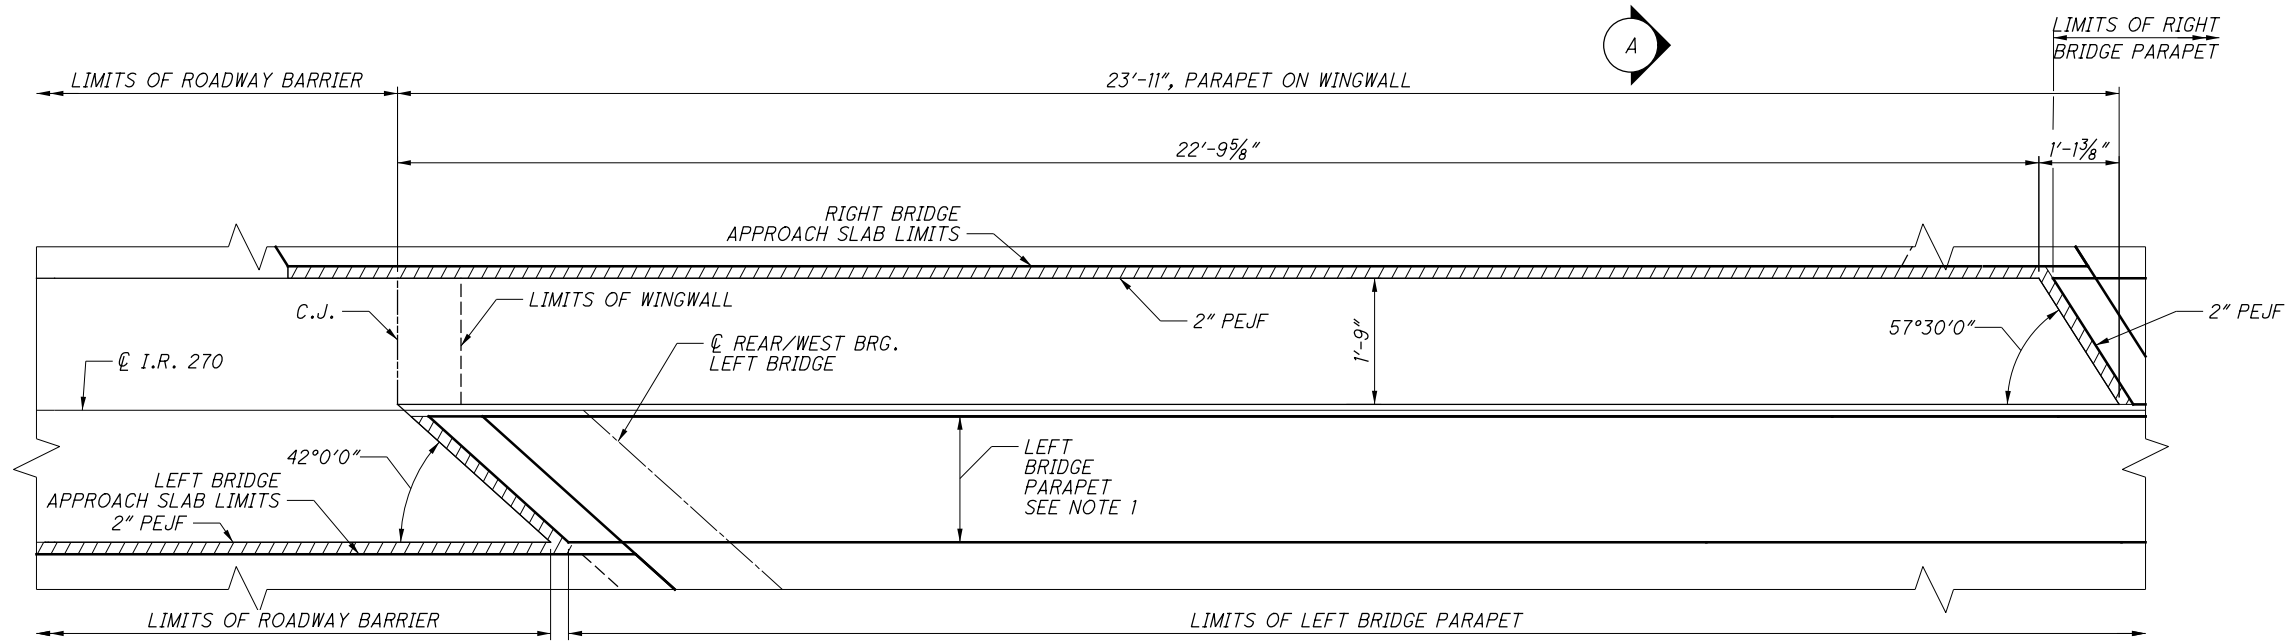 A
LIMITS OF RIGHT
BRIDGE PARAPET
LIMITS OF ROADWAY BARRIER
23'-11", PARAPET ON WINGWALL
22'-9⅝"
1'-1⅜"
RIGHT BRIDGE
APPROACH SLAB LIMITS
LIMITS OF WINGWALL
C.J.
2" PEJF
1'-9"
57°30'0"
2" PEJF
℄ I.R. 270
℄ REAR/WEST BRG.
LEFT BRIDGE
42°0'0"
LEFT BRIDGE
APPROACH SLAB LIMITS
2" PEJF
LEFT
BRIDGE
PARAPET
SEE NOTE 1
LIMITS OF ROADWAY BARRIER
LIMITS OF LEFT BRIDGE PARAPET